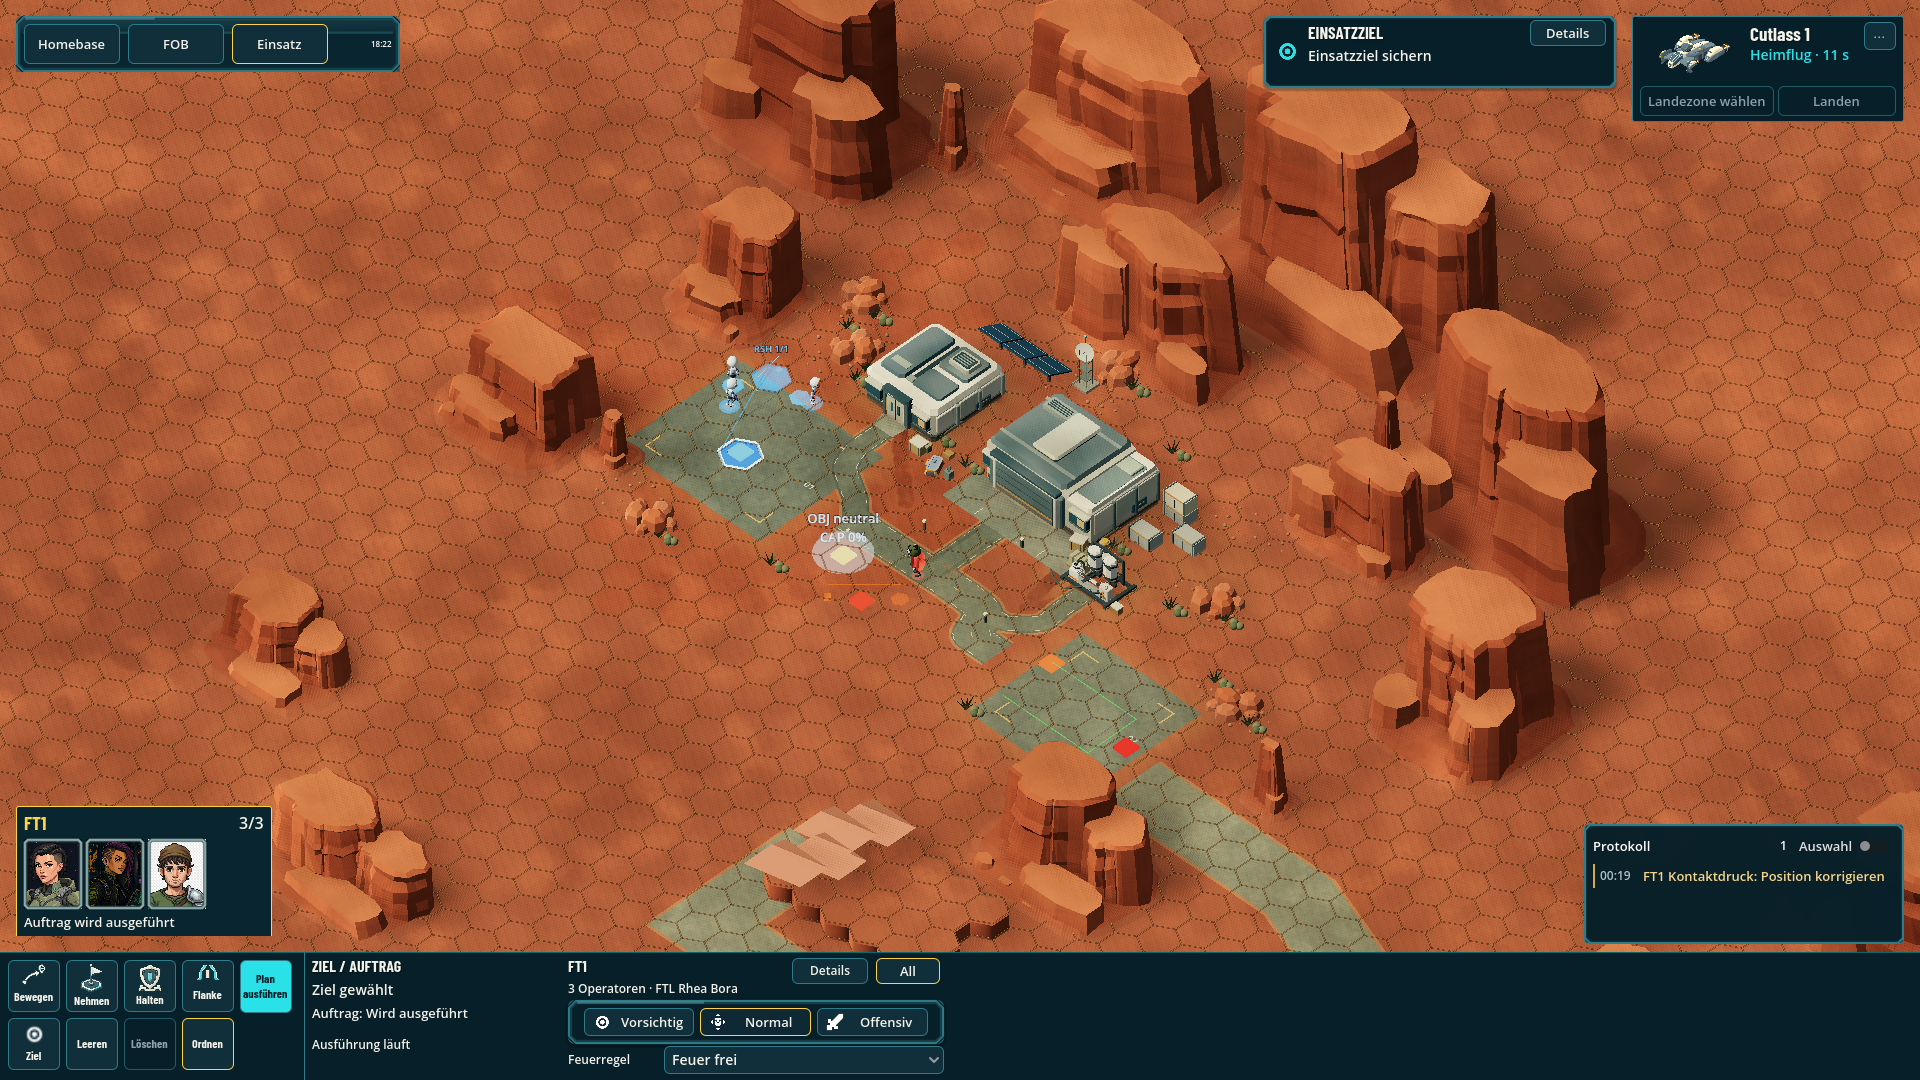 Homebase
FOB
Einsatz
18:22
EINSATZZIEL
Einsatzziel sichern
Details
Cutlass 1
Heimflug · 11 s
...
Landezone wählen
Landen
RSH 1/1
OBJ neutral
CAP 0%
FT1
3/3
Auftrag wird ausgeführt
Protokoll
1
Auswahl
00:19
FT1 Kontaktdruck: Position korrigieren
Bewegen
Nehmen
Halten
Flanke
Plan
ausführen
Ziel
Leeren
Löschen
Ordnen
ZIEL / AUFTRAG
Ziel gewählt
Auftrag: Wird ausgeführt
Ausführung läuft
FT1
Details
All
3 Operatoren · FTL Rhea Bora
Vorsichtig
Normal
Offensiv
Feuerregel
Feuer frei